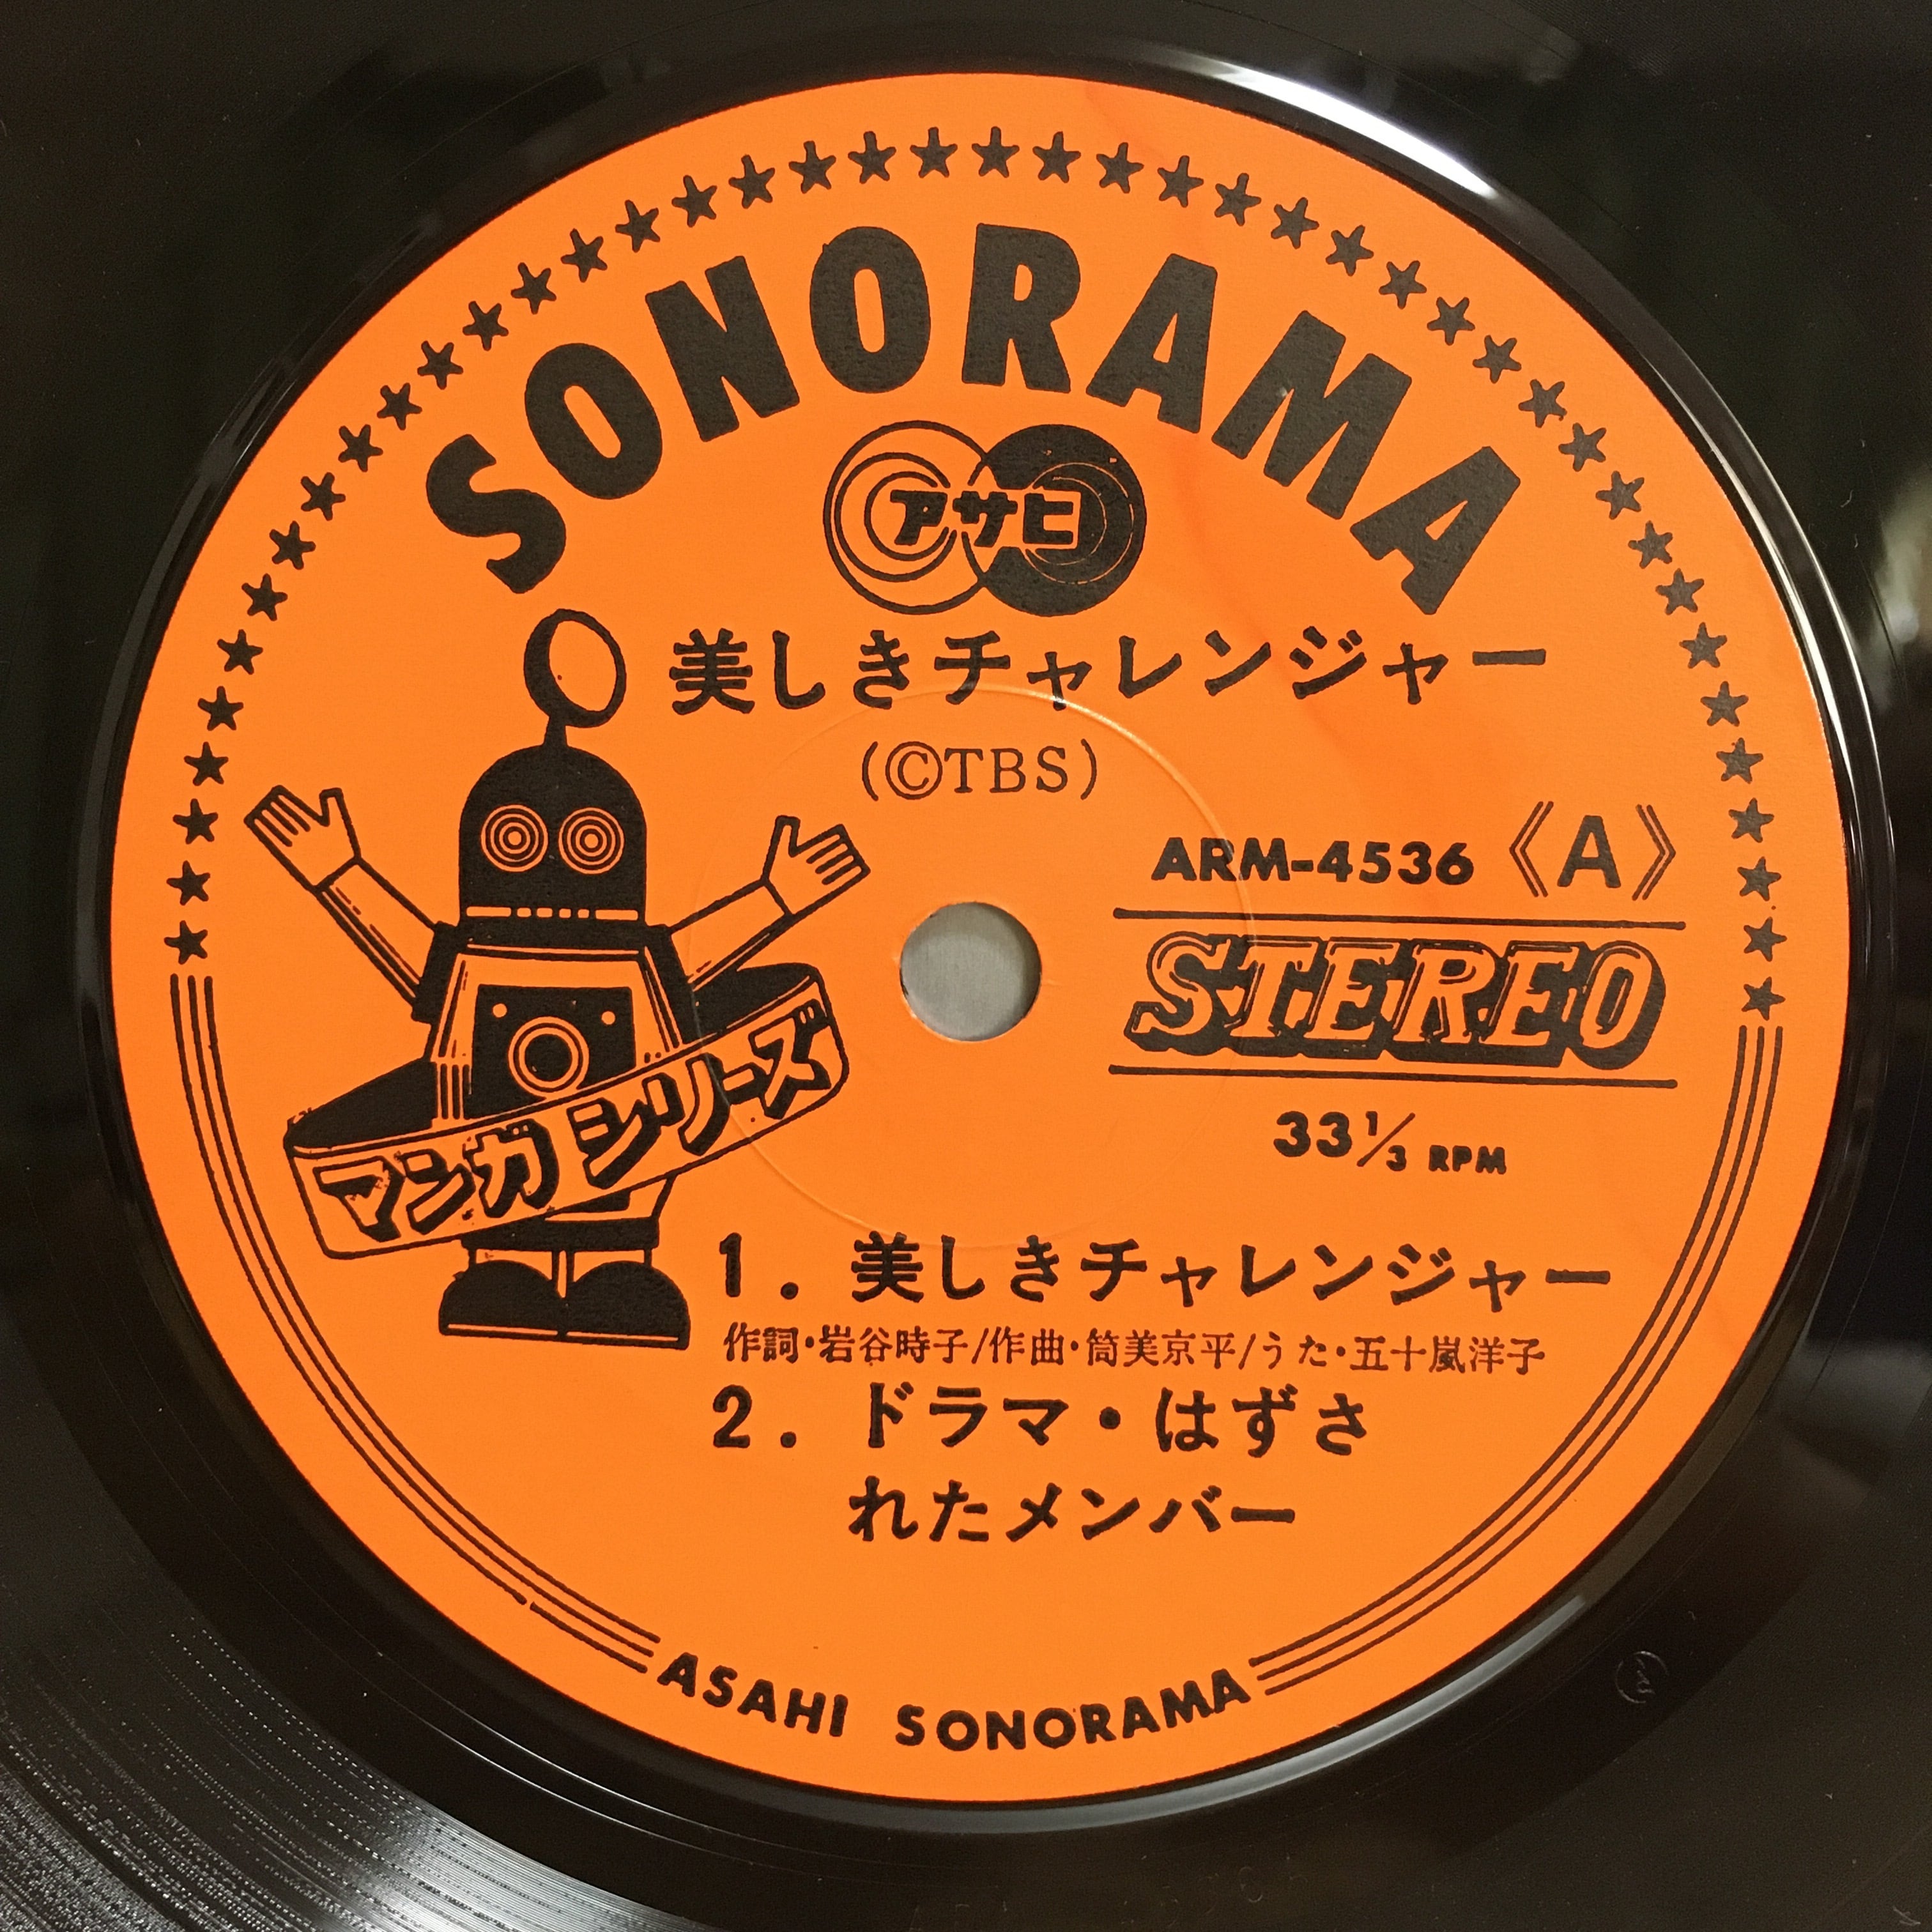 SONORAMA
アサヒ
美しきチャレンジャー
(©TBS)
ARM-4536 《A》
STEREO
33 1/3 RPM
マンガシリーズ
1. 美しきチャレンジャー
作詞・岩谷時子/作曲・筒美京平/うた・五十嵐洋子
2. ドラマ・はずさ
れたメンバー
ASAHI SONORAMA